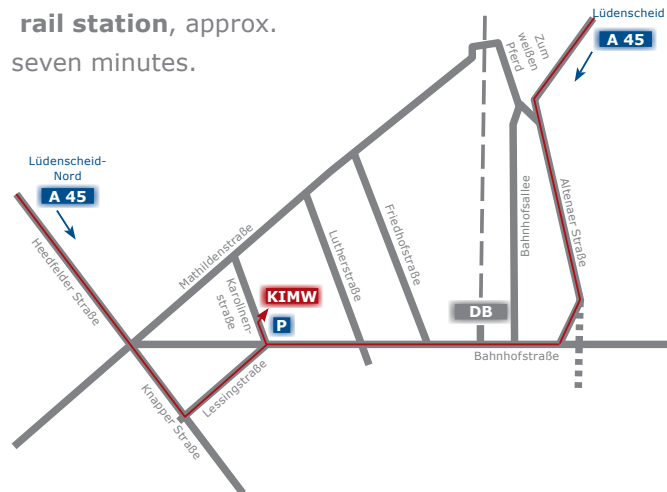 rail station, approx.
seven minutes.
Lüdenscheid
A 45
Zum
weißen
Pferd
Lüdenscheid-
Nord
A 45
Heedfelder Straße
Mathildenstraße
Karolinen-
straße
KIMW
P
Lutherstraße
Friedhofstraße
DB
Bahnhofsallee
Altenaer Straße
Bahnhofstraße
Lessingstraße
Knapper Straße